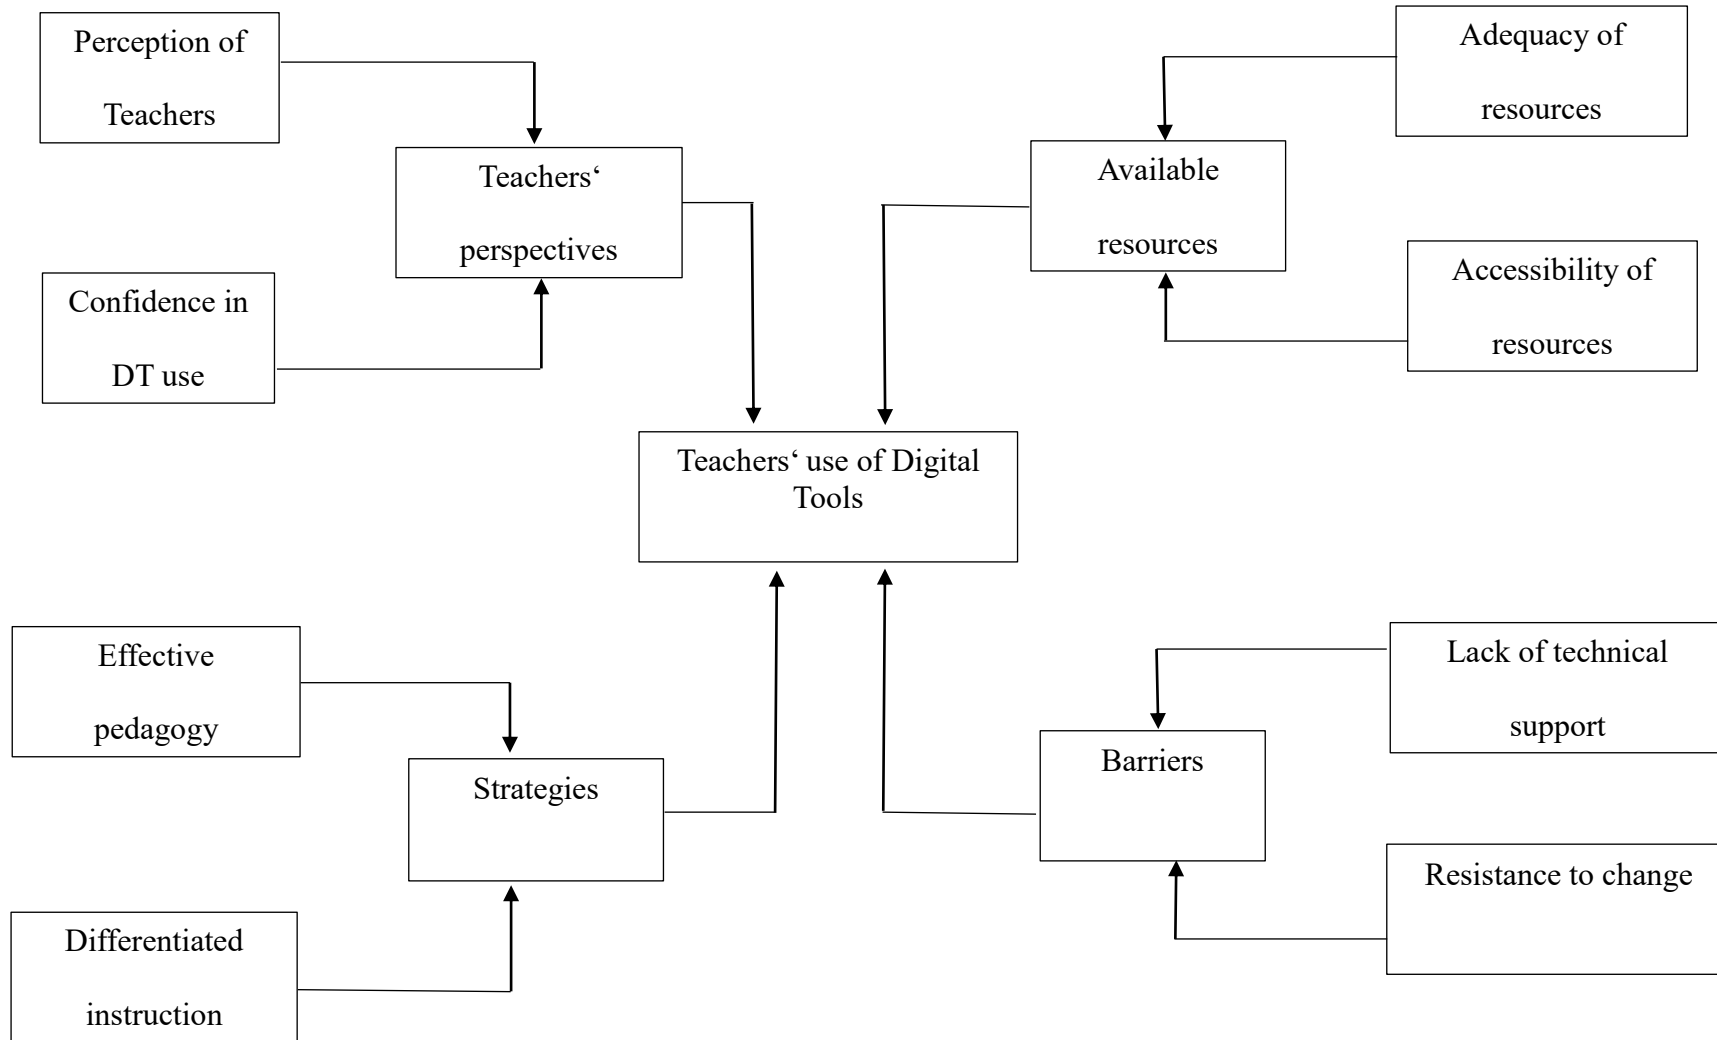 Perception of
Teachers
Adequacy of
resources
Teachers‘
perspectives
Available
resources
Confidence in
DT use
Accessibility of
resources
Teachers‘ use of Digital
Tools
Effective
pedagogy
Lack of technical
support
Strategies
Barriers
Differentiated
instruction
Resistance to change